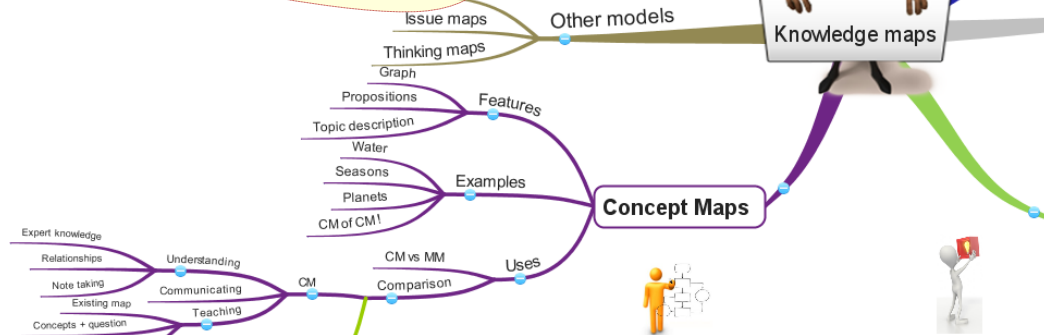 Issue maps
Other models
Thinking maps
Knowledge maps
Graph
Propositions
Features
Topic description
Water
Seasons
Examples
Planets
CM of CM!
Concept Maps
CM vs MM
Uses
Comparison
CM
Expert knowledge
Relationships
Understanding
Note taking
Communicating
Existing map
Teaching
Concepts + question